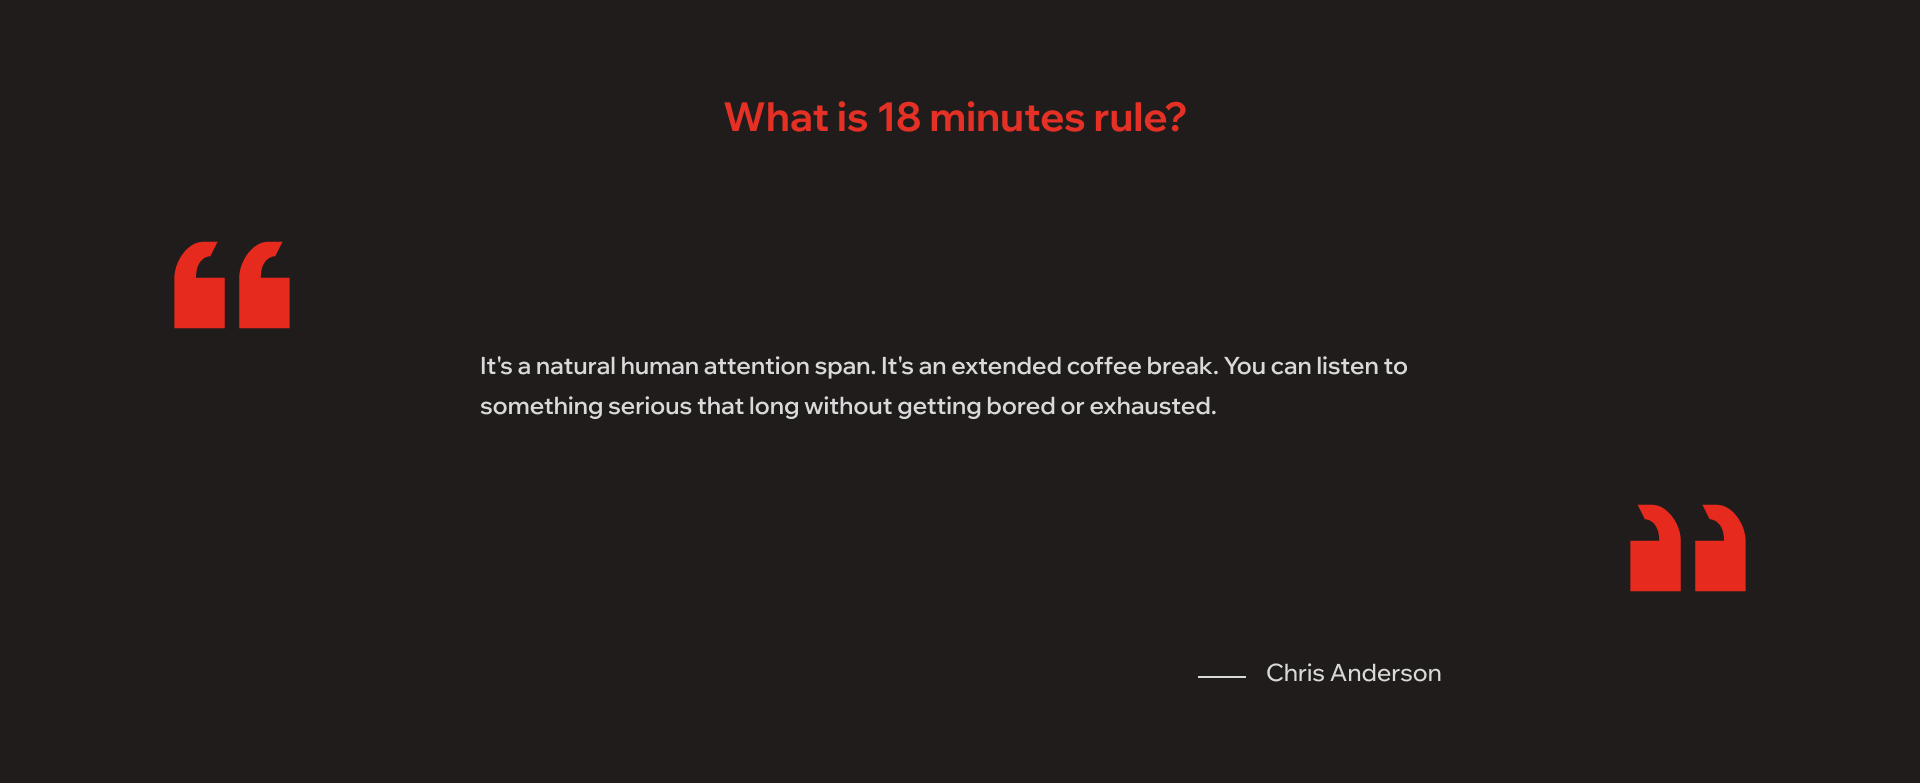 What is 18 minutes rule?
“
It's a natural human attention span. It's an extended coffee break. You can listen to
something serious that long without getting bored or exhausted.
”
— Chris Anderson